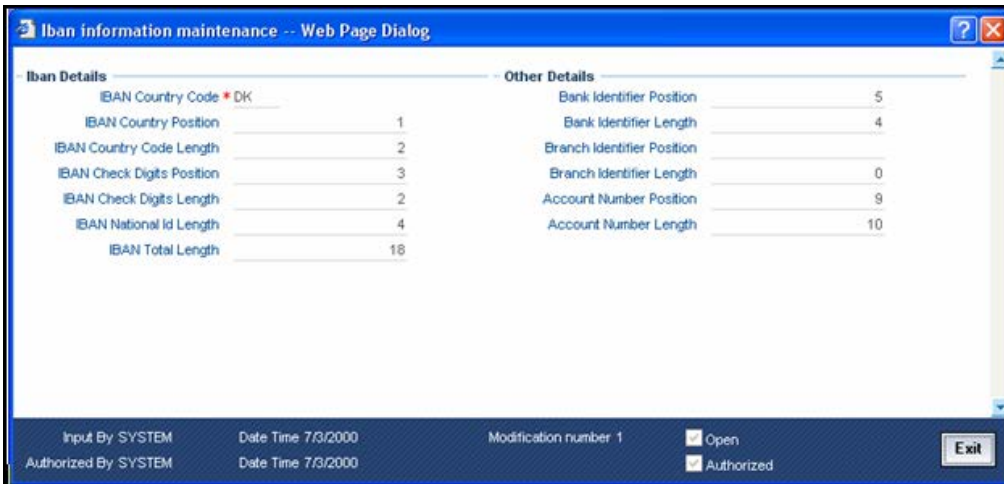 Iban information maintenance -- Web Page Dialog
Iban Details
IBAN Country Code * DK
IBAN Country Position 1
IBAN Country Code Length 2
IBAN Check Digits Position 3
IBAN Check Digits Length 2
IBAN National Id Length 4
IBAN Total Length 18
Other Details
Bank Identifier Position 5
Bank Identifier Length 4
Branch Identifier Position
Branch Identifier Length 0
Account Number Position 9
Account Number Length 10
Input By SYSTEM Date Time 7/3/2000 Modification number 1 Open
Authorized By SYSTEM Date Time 7/3/2000 Authorized
Exit